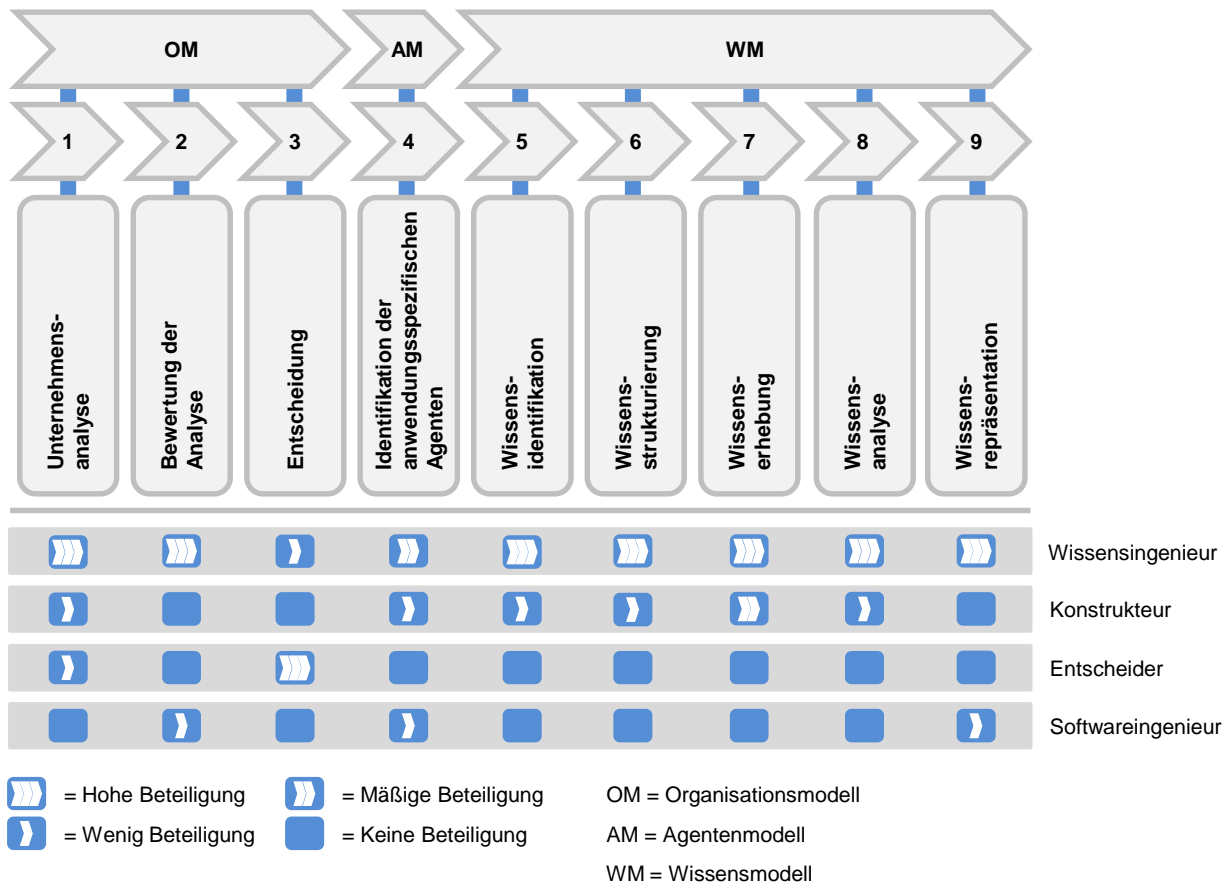 OM
AM
WM
1
2
3
4
5
6
7
8
9
Unternehmens-
analyse
Bewertung der
Analyse
Entscheidung
Identifikation der
anwendungsspezifischen
Agenten
Wissens-
identifikation
Wissens-
strukturierung
Wissens-
erhebung
Wissens-
analyse
Wissens-
repräsentation
Wissensingenieur
Konstrukteur
Entscheider
Softwareingenieur
= Hohe Beteiligung
= Mäßige Beteiligung
OM = Organisationsmodell
= Wenig Beteiligung
= Keine Beteiligung
AM = Agentenmodell
WM = Wissensmodell